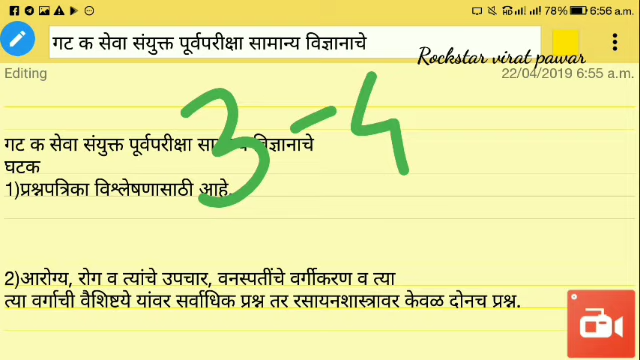 78% 6:56 a.m.
गट क सेवा संयुक्त पूर्वपरीक्षा सामान्य विज्ञानाचे
Rockstar virat pawar
Editing 22/04/2019 6:55 a.m.
3-4
गट क सेवा संयुक्त पूर्वपरीक्षा सा विज्ञानाचे
घटक
1)प्रश्नपत्रिका विश्लेषणासाठी आहे.
2)आरोग्य, रोग व त्यांचे उपचार, वनस्पतींचे वर्गीकरण व त्या
त्या वर्गाची वैशिष्टये यांवर सर्वाधिक प्रश्न तर रसायनशास्त्रावर केवळ दोनच प्रश्न.